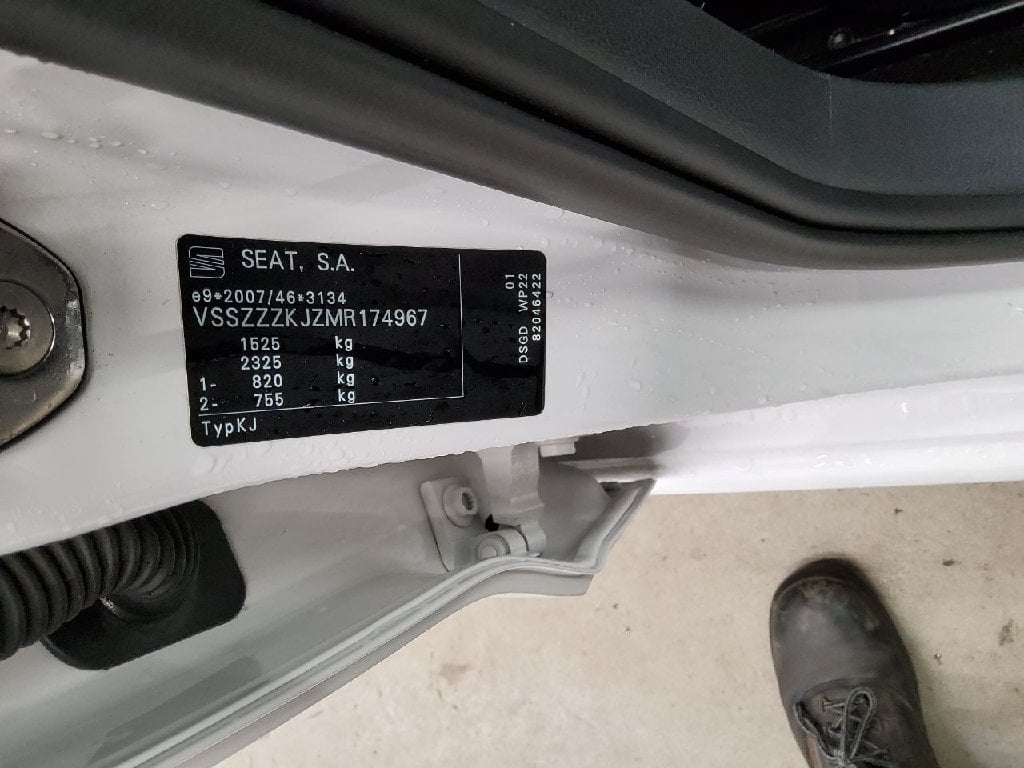 SEAT, S.A.
e9*2007/46*3134
VSSZZZKJZMR174967
1525 kg
2325 kg
1- 820 kg
2- 755 kg
TypKJ
01
DSGD WP22
82046422